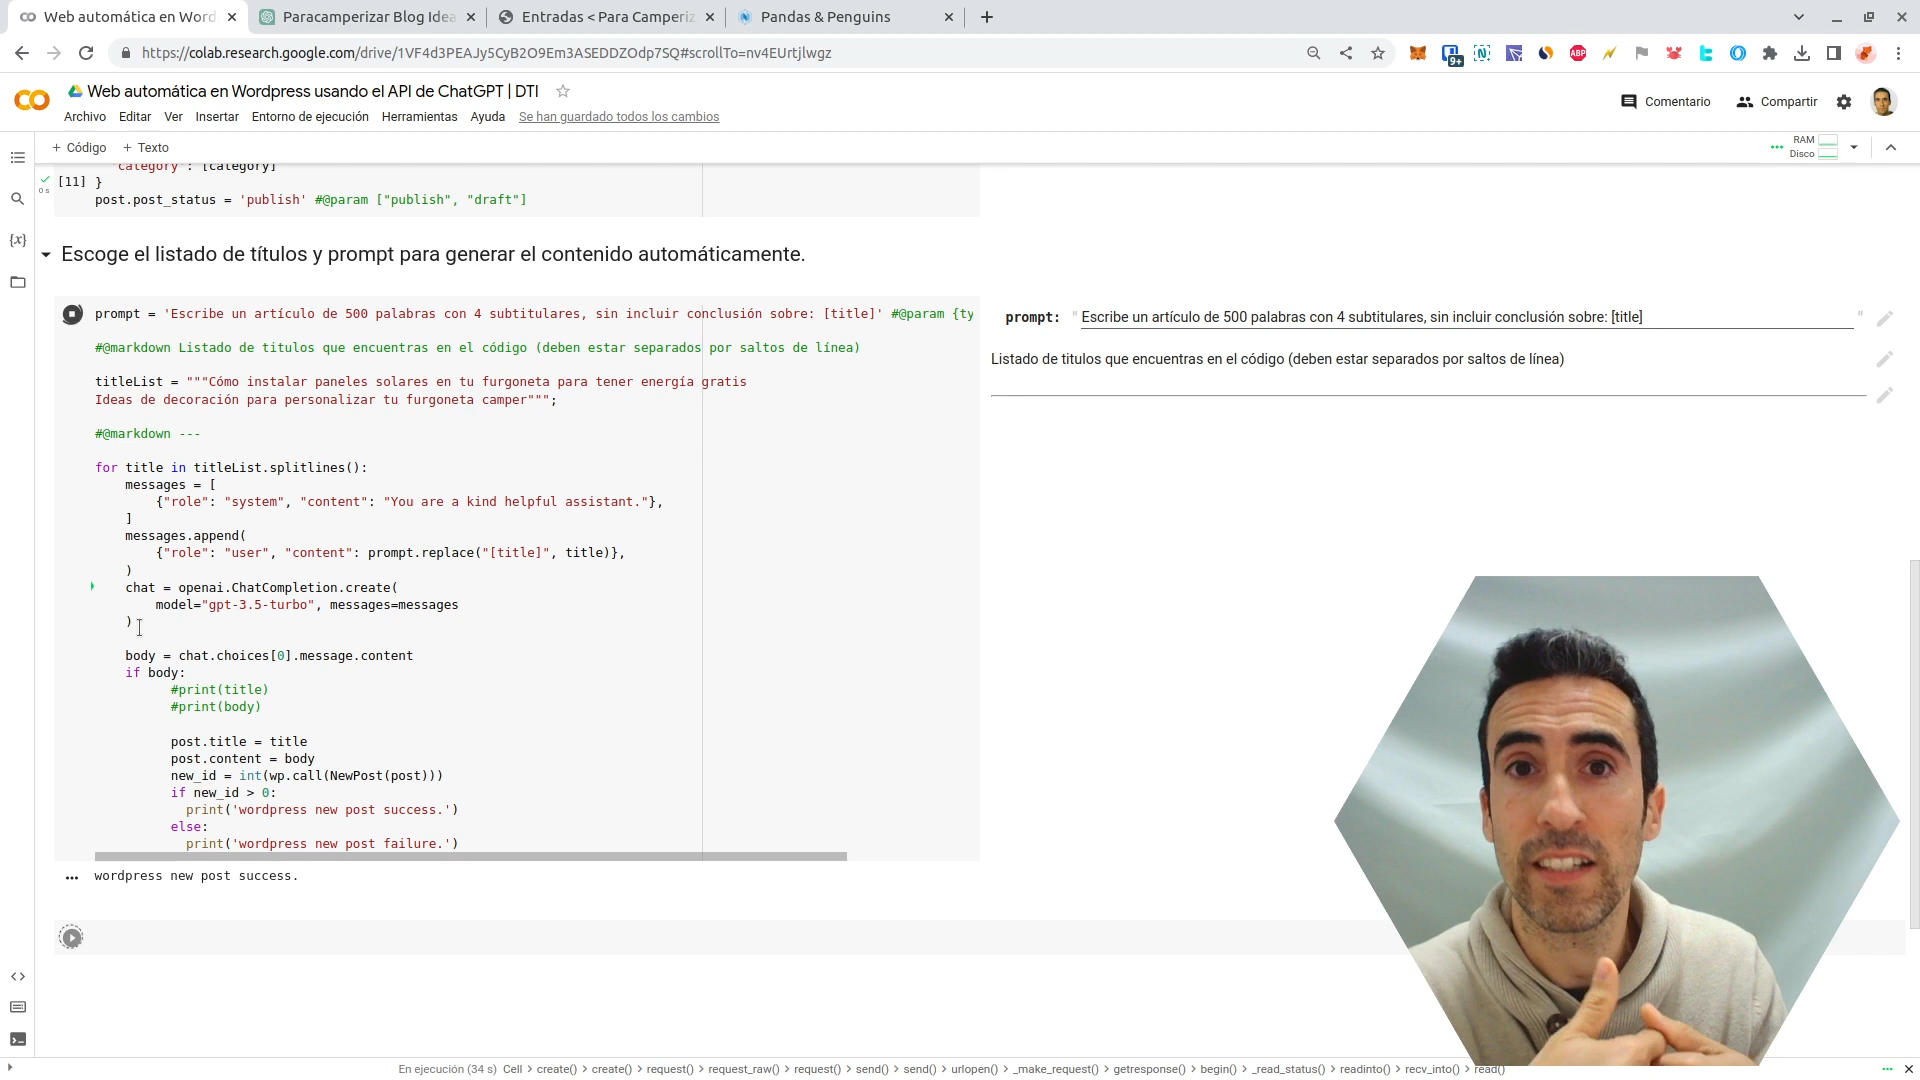 Web automática en Word
Paracamperizar Blog Idea
Entradas < Para Camperiz
Pandas & Penguins
https://colab.research.google.com/drive/1VF4d3PEAJy5CyB2O9Em3ASEDDZOdp7SQ#scrollTo=nv4EUrtjlwgz
9+
ABP
Web automática en Wordpress usando el API de ChatGPT | DTI
Archivo Editar Ver Insertar Entorno de ejecución Herramientas Ayuda Se han guardado todos los cambios
Comentario Compartir
+ Código + Texto
RAM
Disco
'category': [category]
[11] }
0 s
post.post_status = 'publish' #@param ["publish", "draft"]
Escoge el listado de títulos y prompt para generar el contenido automáticamente.
prompt = 'Escribe un artículo de 500 palabras con 4 subtitulares, sin incluir conclusión sobre: [title]' #@param {ty
#@markdown Listado de titulos que encuentras en el código (deben estar separados por saltos de línea)
titleList = """Cómo instalar paneles solares en tu furgoneta para tener energía gratis
Ideas de decoración para personalizar tu furgoneta camper""";
#@markdown ---
for title in titleList.splitlines():
messages = [
{"role": "system", "content": "You are a kind helpful assistant."},
]
messages.append(
{"role": "user", "content": prompt.replace("[title]", title)},
)
chat = openai.ChatCompletion.create(
model="gpt-3.5-turbo", messages=messages
)
body = chat.choices[0].message.content
if body:
#print(title)
#print(body)
post.title = title
post.content = body
new_id = int(wp.call(NewPost(post)))
if new_id > 0:
print('wordpress new post success.')
else:
print('wordpress new post failure.')
prompt: "Escribe un artículo de 500 palabras con 4 subtitulares, sin incluir conclusión sobre: [title]"
Listado de titulos que encuentras en el código (deben estar separados por saltos de línea)
wordpress new post success.
En ejecución (34 s) Cell > create() > create() > request() > request_raw() > request() > send() > send() > urlopen() > _make_request() > getresponse() > begin() > _read_status() > readinto() > recv_into() > read()